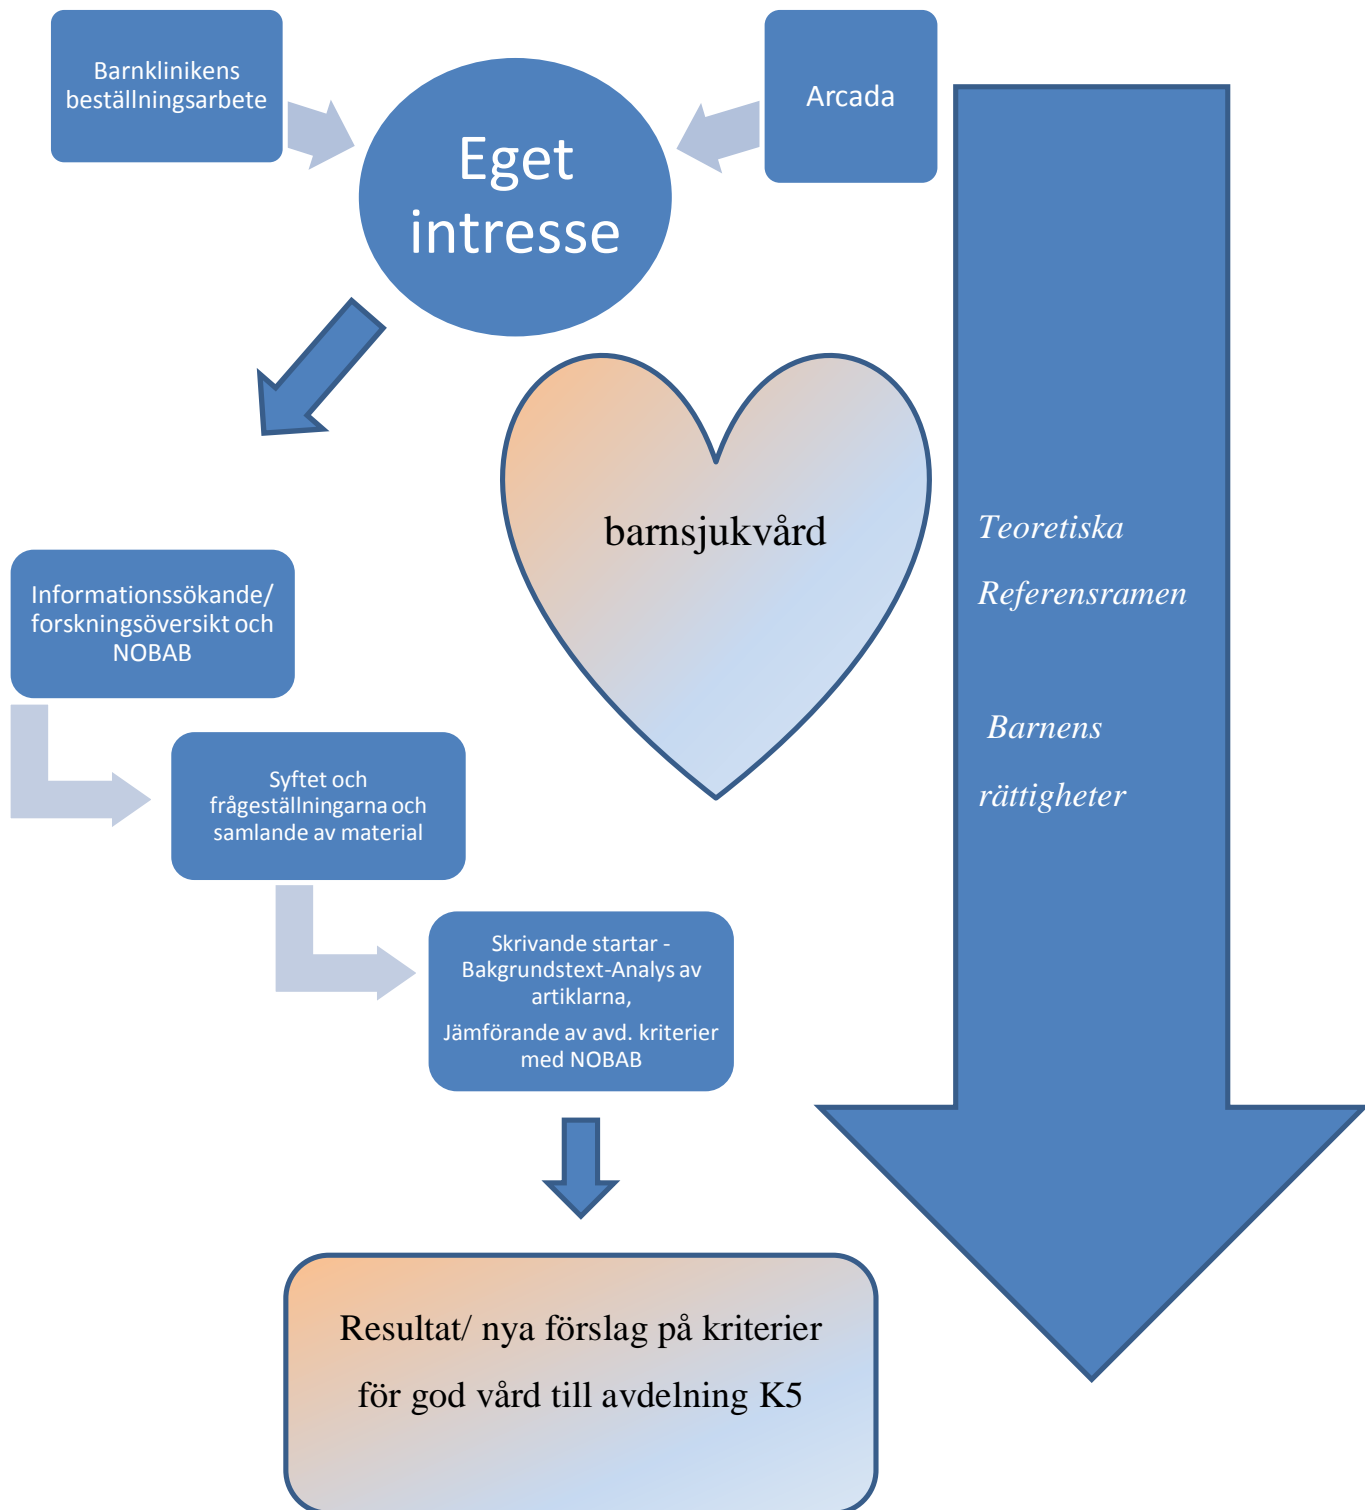 Barnklinikens
beställningsarbete
Eget
intresse
Arcada
barnsjukvård
Teoretiska
Referensramen
Barnens
rättigheter
Informationssökande/
forskningsöversikt och
NOBAB
Syftet och
frågeställningarna och
samlande av material
Skrivande startar -
Bakgrundstext-Analys av
artiklarna,
Jämförande av avd. kriterier
med NOBAB
Resultat/ nya förslag på kriterier
för god vård till avdelning K5